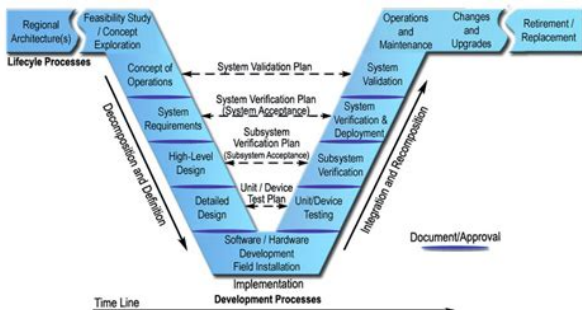 Regional
Architecture(s)
Feasibility Study
/ Concept
Exploration
Operations
and
Maintenance
Changes
and
Upgrades
Retirement /
Replacement
Lifecyle Processes
Concept of
Operations
System Validation Plan
System
Validation
System
Requirements
System Verification Plan
(System Acceptance)
System
Verification &
Deployment
High-Level
Design
Subsystem
Verification Plan
(Subsystem Acceptance)
Subsystem
Verification
Detailed
Design
Unit / Device
Test Plan
Unit/Device
Testing
Decomposition and Definition
Integration and Recomposition
Software / Hardware
Development
Field Installation
Document/Approval
Implementation
Development Processes
Time Line